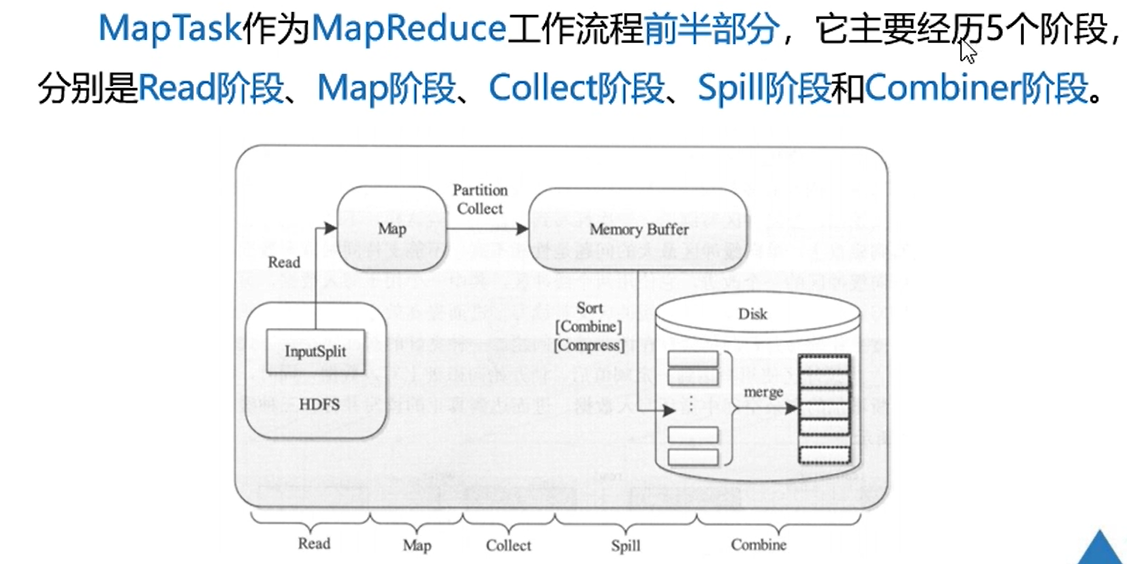 MapTask作为MapReduce工作流程前半部分，它主要经历5个阶段，
分别是Read阶段、Map阶段、Collect阶段、Spill阶段和Combiner阶段。
Partition
Collect
Map
Memory Buffer
Read
Sort
[Combine]
[Compress]
Disk
InputSplit
merge
HDFS
Read
Map
Collect
Spill
Combine